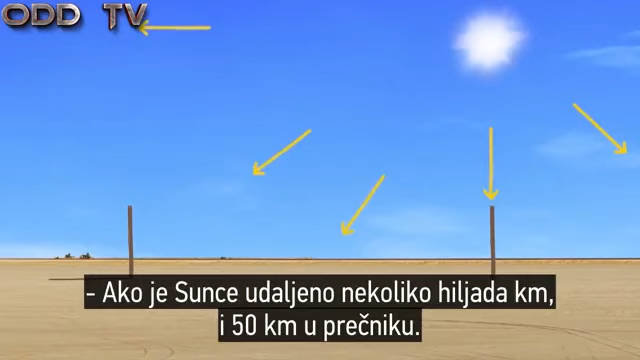 ODD TV
- Ako je Sunce udaljeno nekoliko hiljada km,
i 50 km u prečniku.